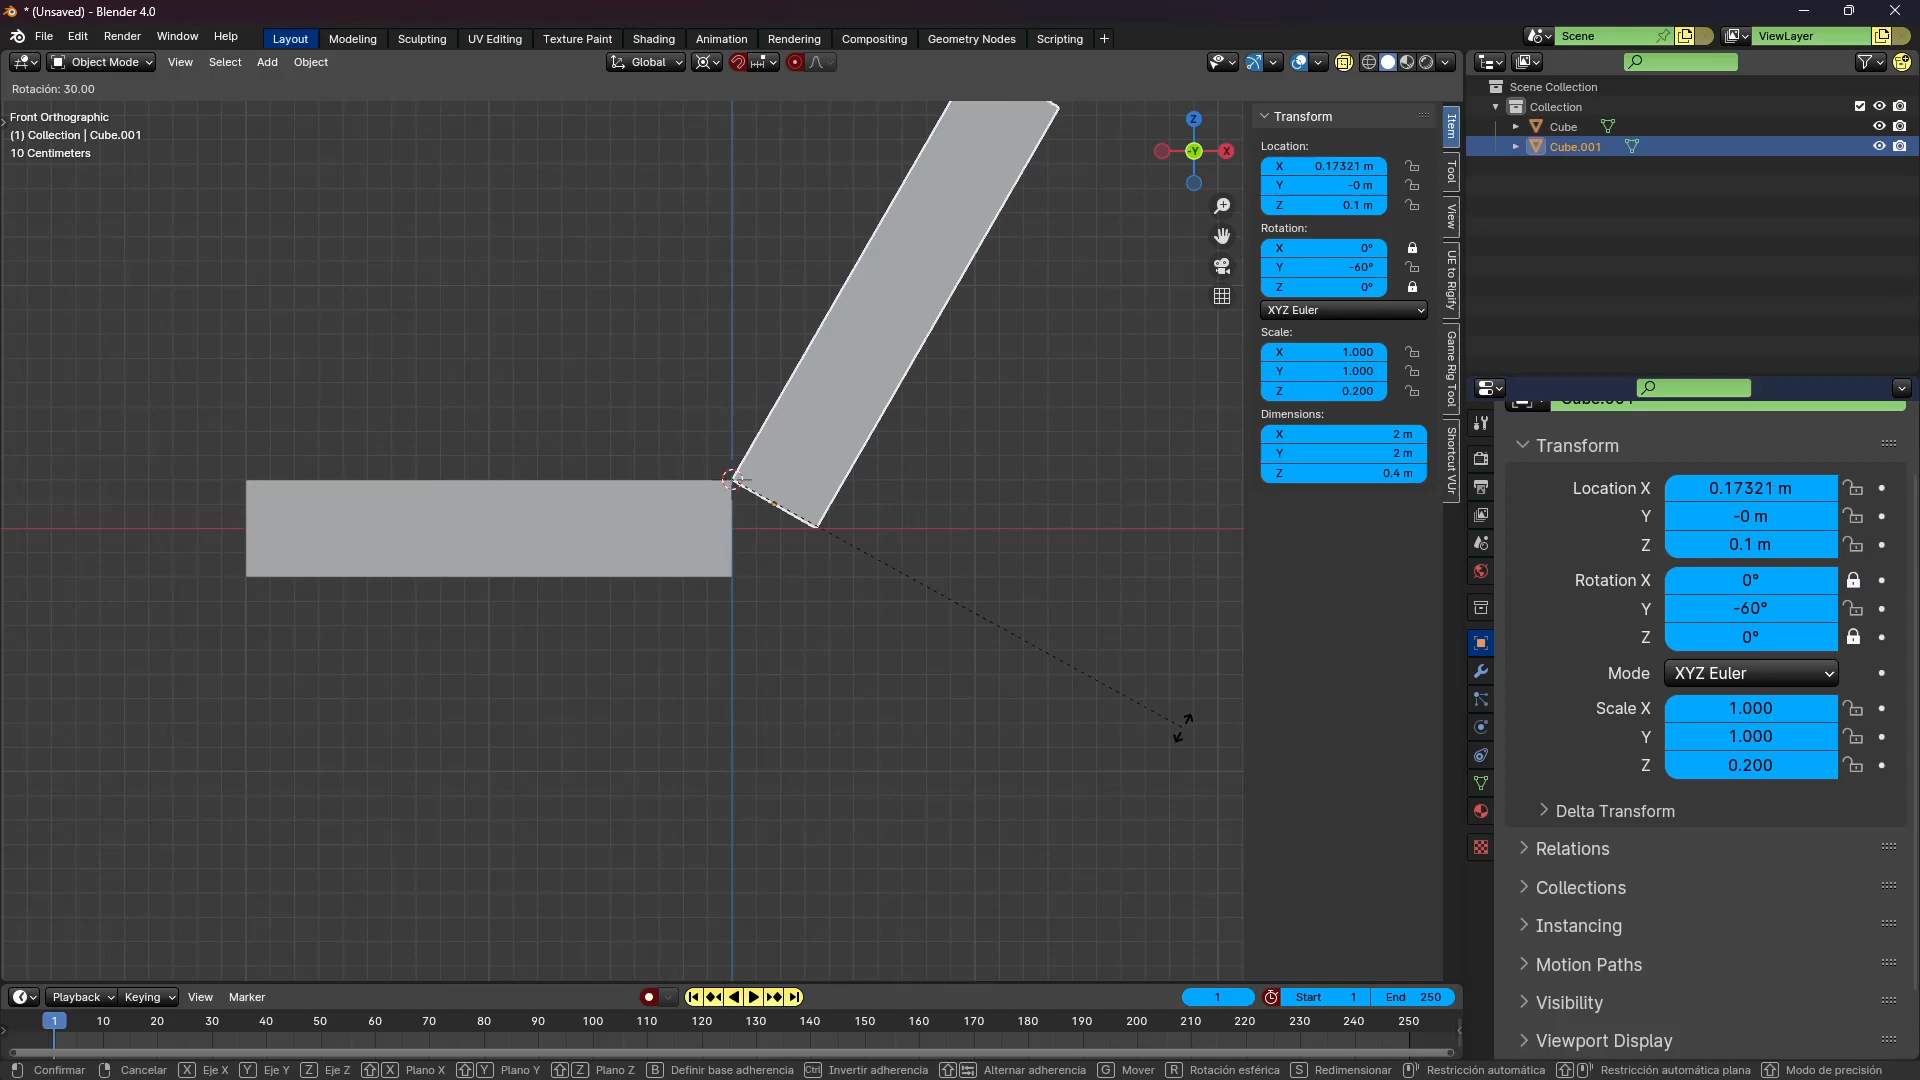 * (Unsaved) - Blender 4.0
File Edit Render Window Help
Layout Modeling Sculpting UV Editing Texture Paint Shading Animation Rendering Compositing Geometry Nodes Scripting +
Scene
ViewLayer
Object Mode View Select Add Object
Global
Rotación: 30.00
Front Orthographic
(1) Collection | Cube.001
10 Centimeters
Z
-Y
X
Transform
Location:
X 0.17321 m
Y -0 m
Z 0.1 m
Rotation:
X 0°
Y -60°
Z 0°
XYZ Euler
Scale:
X 1.000
Y 1.000
Z 0.200
Dimensions:
X 2 m
Y 2 m
Z 0.4 m
Item
Tool
View
UE to Rigify
Game Rig Tool
Shortcut VUr
Scene Collection
Collection
Cube
Cube.001
Transform
Location X 0.17321 m
Y -0 m
Z 0.1 m
Rotation X 0°
Y -60°
Z 0°
Mode XYZ Euler
Scale X 1.000
Y 1.000
Z 0.200
Delta Transform
Relations
Collections
Instancing
Motion Paths
Visibility
Viewport Display
Playback Keying View Marker
1
Start 1
End 250
1 10 20 30 40 50 60 70 80 90 100 110 120 130 140 150 160 170 180 190 200 210 220 230 240 250
Confirmar Cancelar X Eje X Y Eje Y Z Eje Z X Plano X Y Plano Y Z Plano Z B Definir base adherencia Ctrl Invertir adherencia Alternar adherencia G Mover R Rotación esférica S Redimensionar Restricción automática Restricción automática plana Modo de precisión